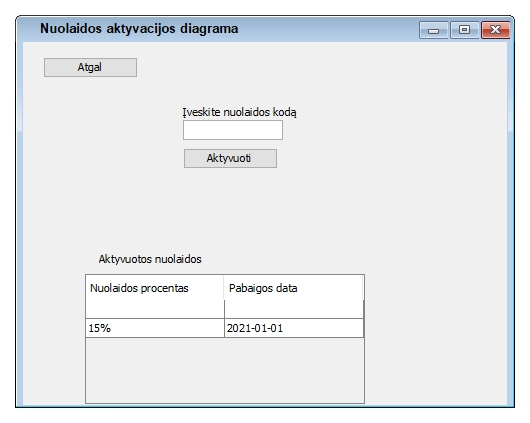 Nuolaidos aktyvacijos diagrama
Atgal
Įveskite nuolaidos kodą
Aktyvuoti
Aktyvuotos nuolaidos
Nuolaidos procentas Pabaigos data
15% 2021-01-01